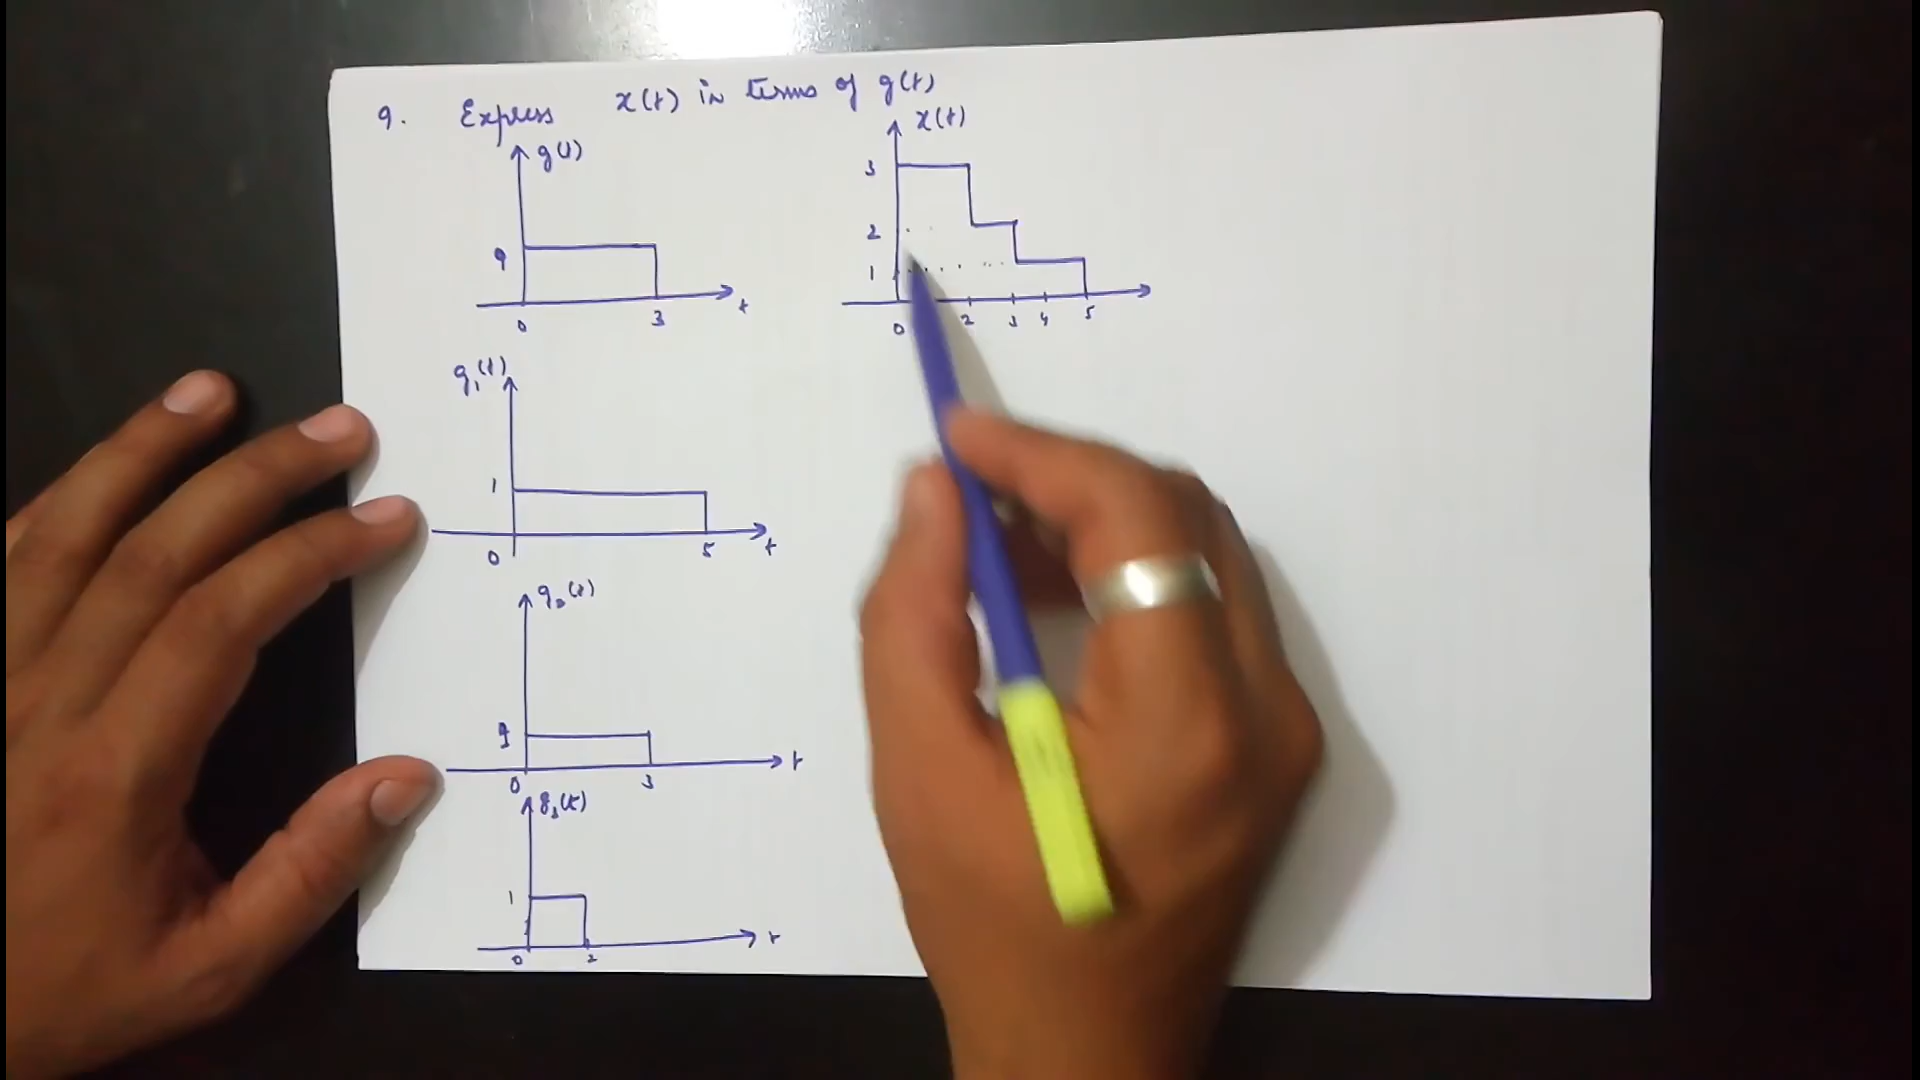 9. Express x(t) in terms of g(t)
g(t)
9
0 3 t
x(t)
3
2
1
0 2 3 4 5
g₁(t)
1
0 5 t
g₂(t)
0 3 t
g₃(t)
1
0 2 t